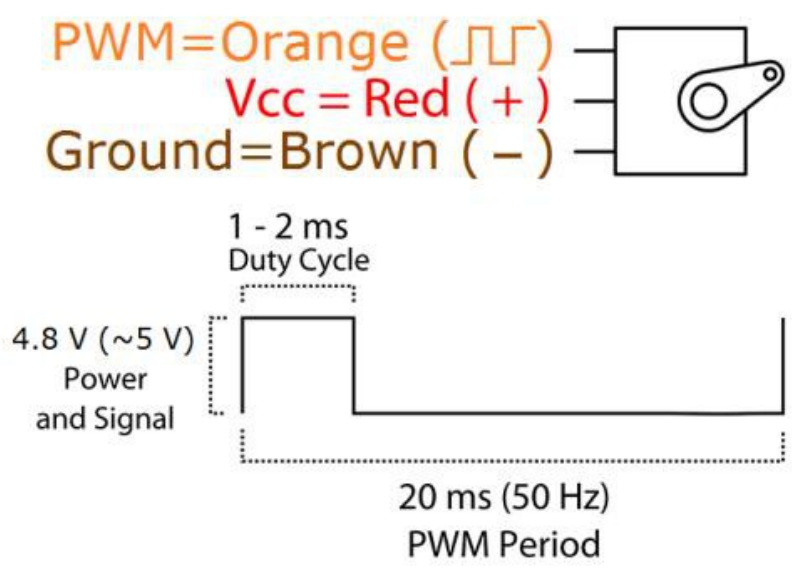 PWM=Orange (⎍⎍)
Vcc = Red ( + )
Ground=Brown ( – )
1 - 2 ms
Duty Cycle
4.8 V (~5 V)
Power
and Signal
20 ms (50 Hz)
PWM Period